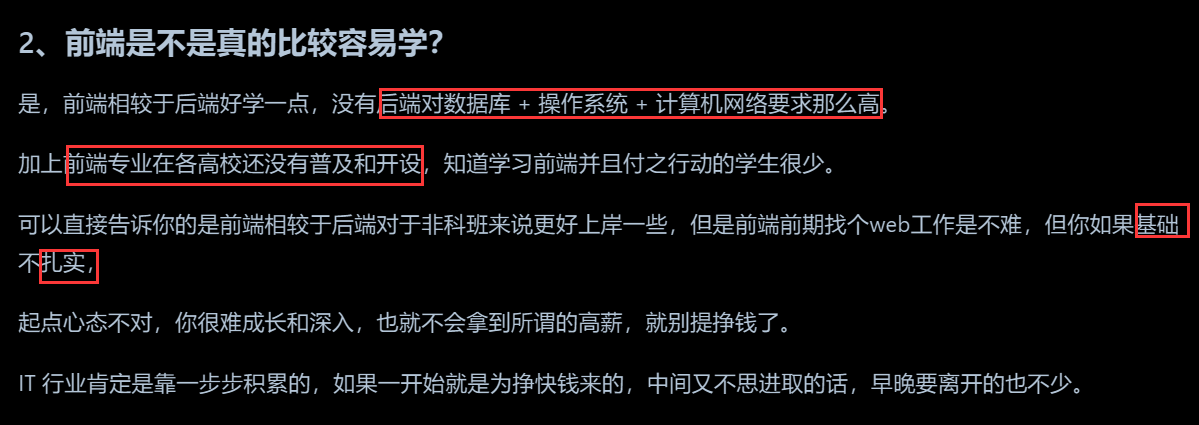 2、前端是不是真的比较容易学？
是，前端相较于后端好学一点，没有后端对数据库 + 操作系统 + 计算机网络要求那么高。
加上前端专业在各高校还没有普及和开设，知道学习前端并且付之行动的学生很少。
可以直接告诉你的是前端相较于后端对于非科班来说更好上岸一些，但是前端前期找个web工作是不难，但你如果基础
不扎实，
起点心态不对，你很难成长和深入，也就不会拿到所谓的高薪，就别提挣钱了。
IT 行业肯定是靠一步步积累的，如果一开始就是为挣快钱来的，中间又不思进取的话，早晚要离开的也不少。